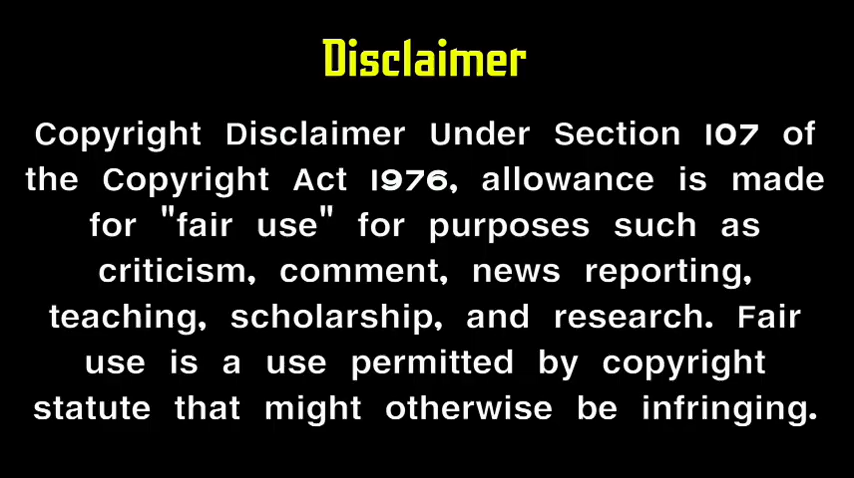 Disclaimer
Copyright Disclaimer Under Section 107 of
the Copyright Act 1976, allowance is made
for "fair use" for purposes such as
criticism, comment, news reporting,
teaching, scholarship, and research. Fair
use is a use permitted by copyright
statute that might otherwise be infringing.